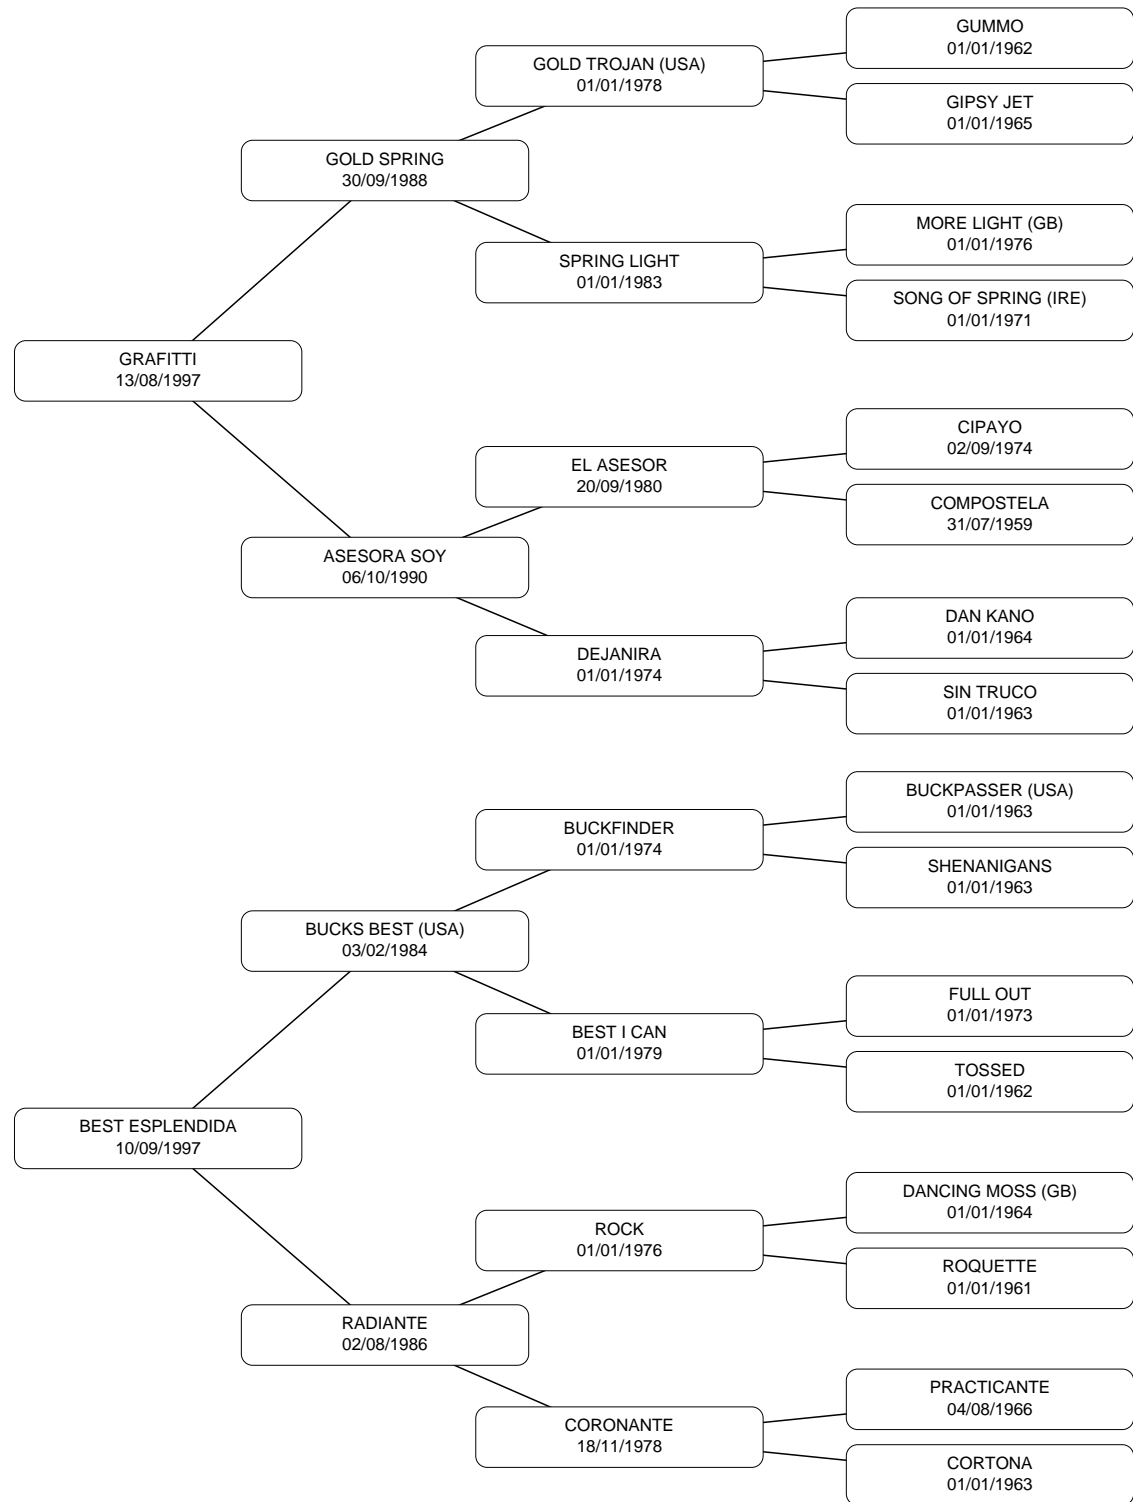 GUMMO
01/01/1962
GOLD TROJAN (USA)
01/01/1978
GIPSY JET
01/01/1965
GOLD SPRING
30/09/1988
MORE LIGHT (GB)
01/01/1976
SPRING LIGHT
01/01/1983
SONG OF SPRING (IRE)
01/01/1971
GRAFITTI
13/08/1997
CIPAYO
02/09/1974
EL ASESOR
20/09/1980
COMPOSTELA
31/07/1959
ASESORA SOY
06/10/1990
DAN KANO
01/01/1964
DEJANIRA
01/01/1974
SIN TRUCO
01/01/1963
BUCKPASSER (USA)
01/01/1963
BUCKFINDER
01/01/1974
SHENANIGANS
01/01/1963
BUCKS BEST (USA)
03/02/1984
FULL OUT
01/01/1973
BEST I CAN
01/01/1979
TOSSED
01/01/1962
BEST ESPLENDIDA
10/09/1997
DANCING MOSS (GB)
01/01/1964
ROCK
01/01/1976
ROQUETTE
01/01/1961
RADIANTE
02/08/1986
PRACTICANTE
04/08/1966
CORONANTE
18/11/1978
CORTONA
01/01/1963